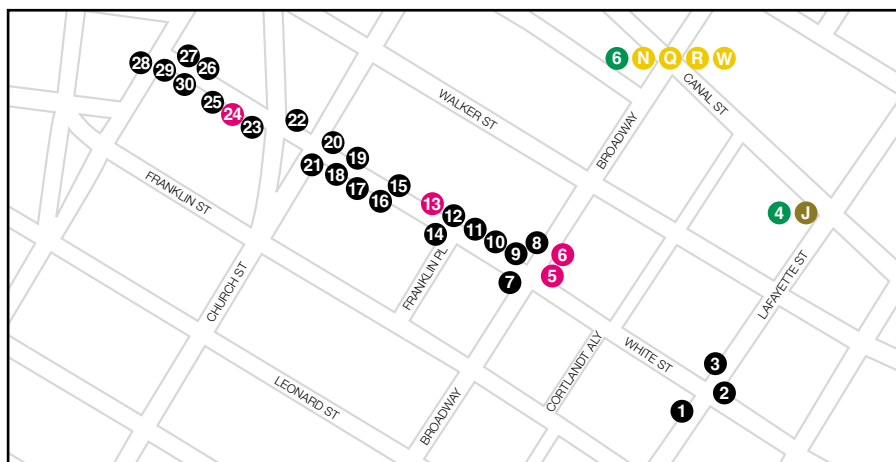 28
29
30
27
26
25
24
23
22
6 N Q R W
CANAL ST
WALKER ST
BROADWAY
21
20
19
18
17
16
15
13
14
12
11
10
9
8
7
6
5
4 J
FRANKLIN ST
CHURCH ST
FRANKLIN PL
LAFAYETTE ST
LEONARD ST
BROADWAY
CORTLANDT ALY
WHITE ST
3
2
1